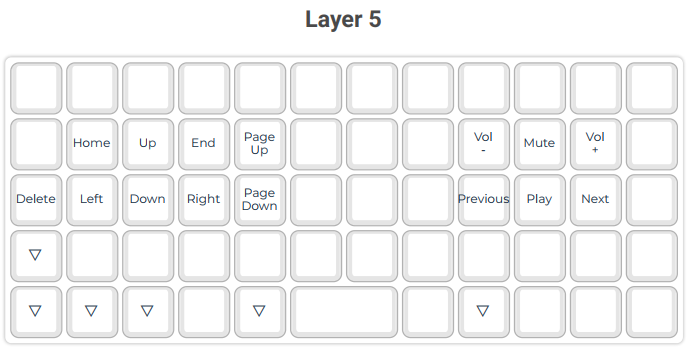 Layer 5
Home
Up
End
Page
Up
Vol
-
Mute
Vol
+
Delete
Left
Down
Right
Page
Down
Previous
Play
Next
▽
▽ ▽ ▽ ▽ ▽